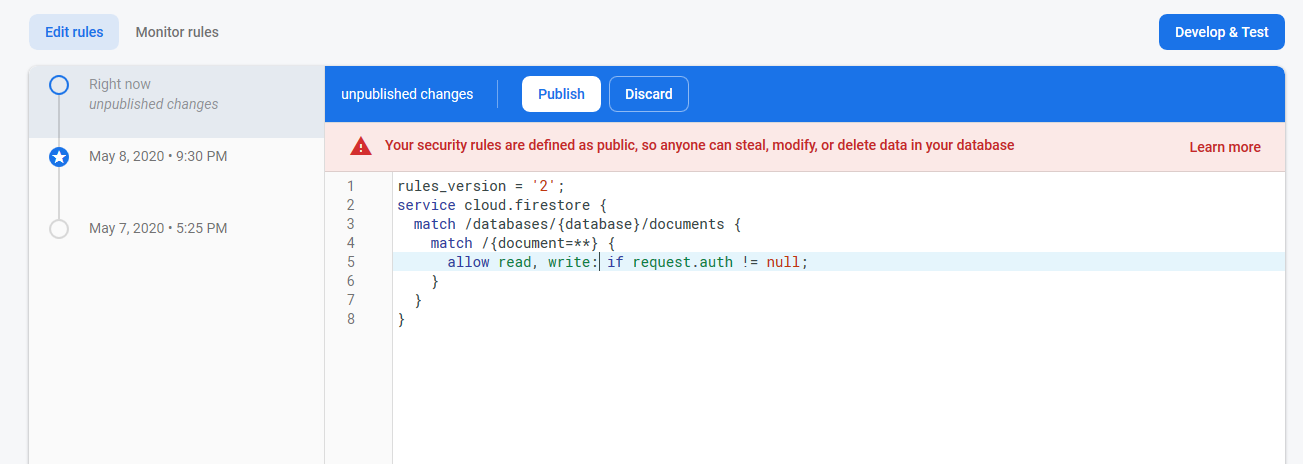 Edit rules
Monitor rules
Develop & Test
Right now
unpublished changes
May 8, 2020 • 9:30 PM
May 7, 2020 • 5:25 PM
unpublished changes
Publish
Discard
Your security rules are defined as public, so anyone can steal, modify, or delete data in your database
Learn more
1 rules_version = '2';
2 service cloud.firestore {
3   match /databases/{database}/documents {
4     match /{document=**} {
5       allow read, write: if request.auth != null;
6     }
7   }
8 }